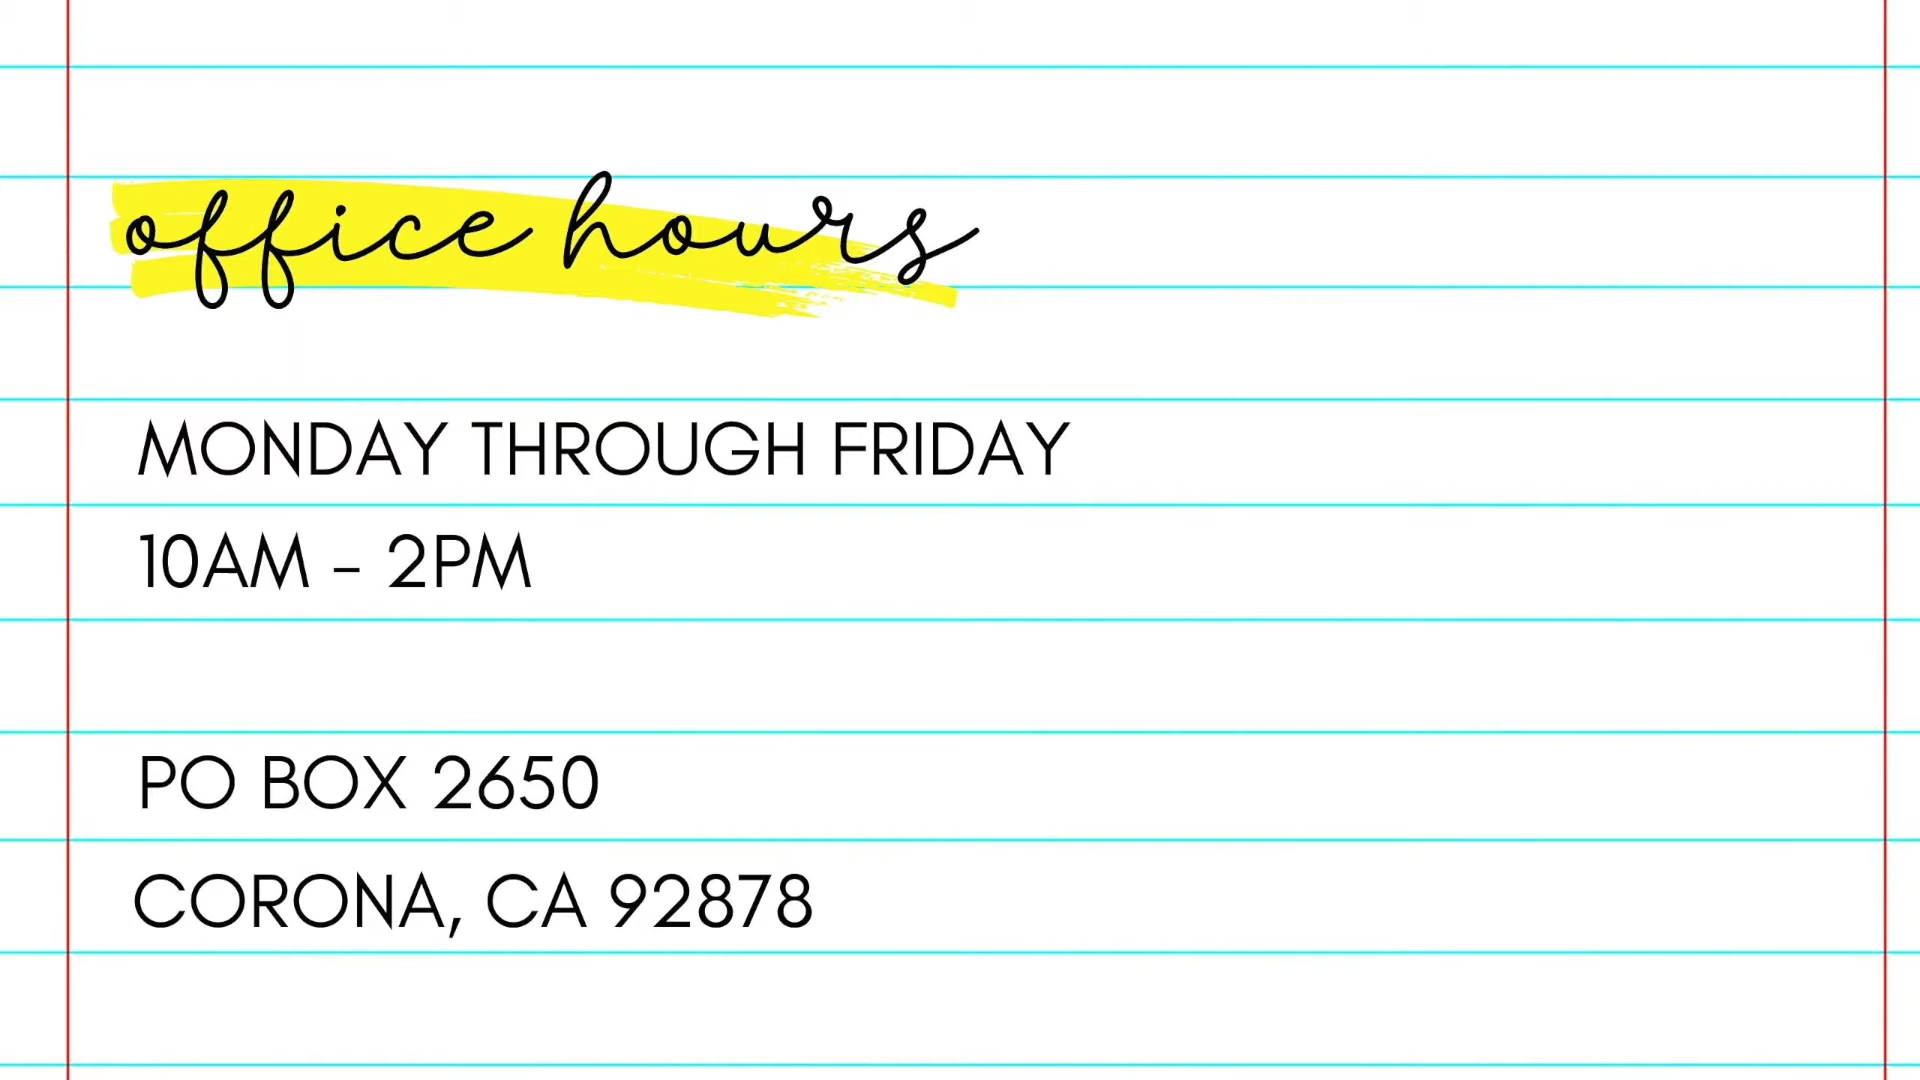 office hours
MONDAY THROUGH FRIDAY
10AM - 2PM
PO BOX 2650
CORONA, CA 92878